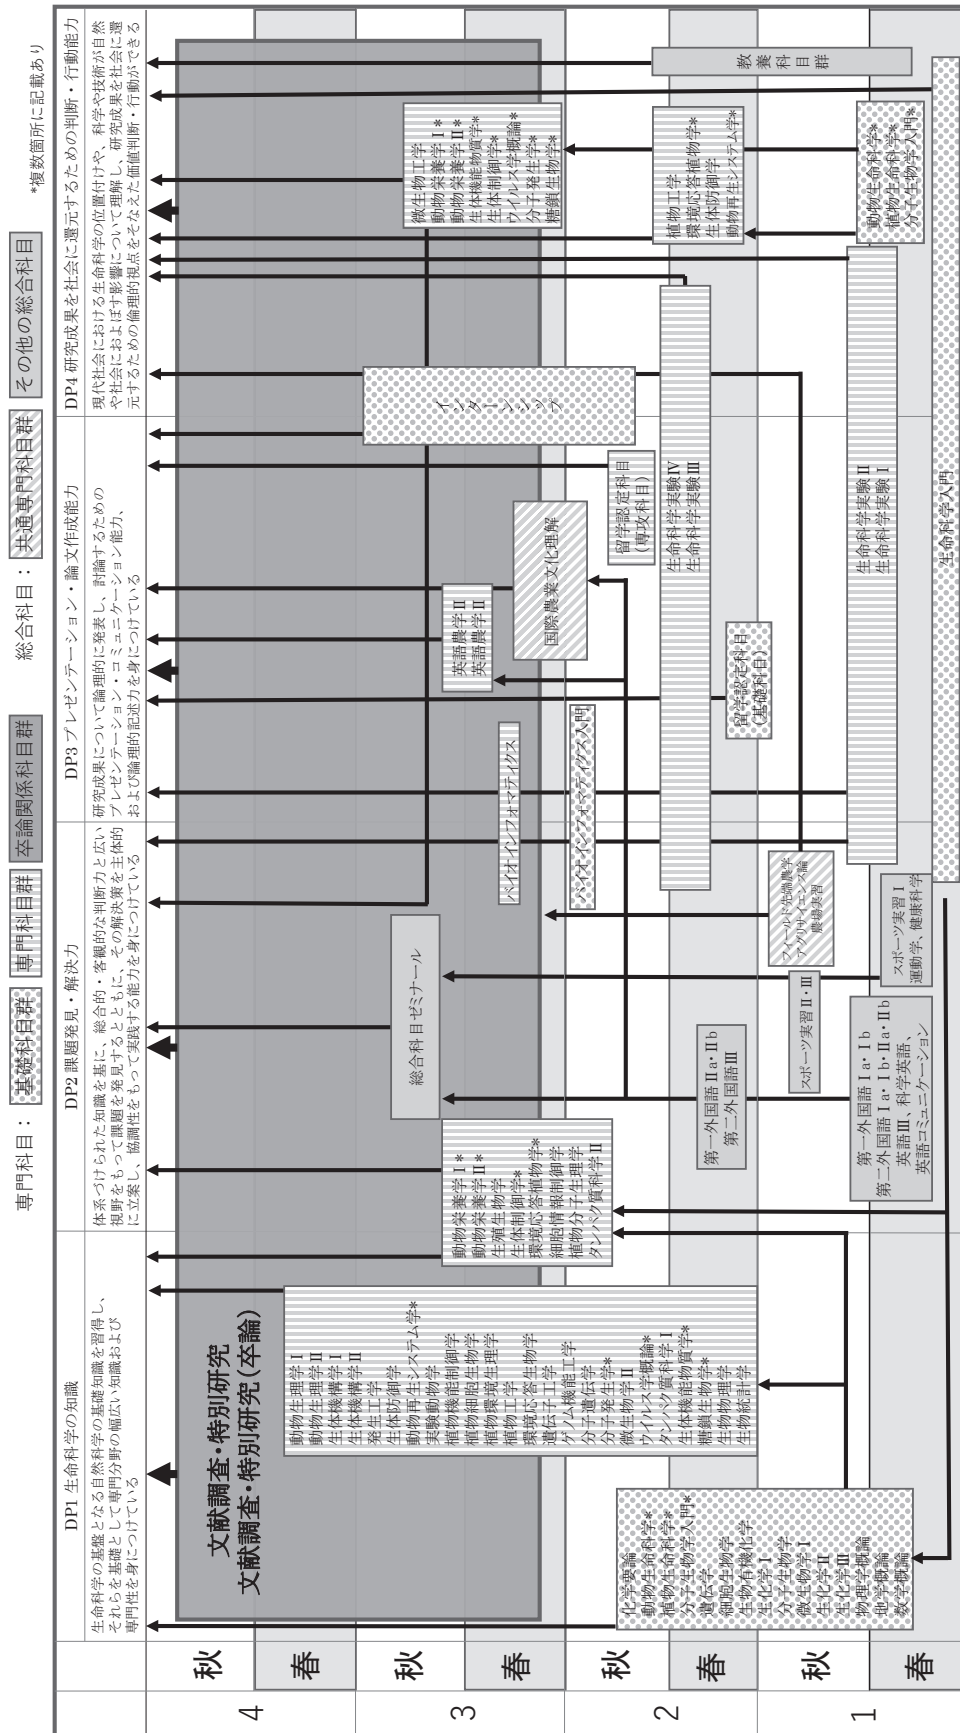 専門科目：
基礎科目群
専門科目群
卒論関係科目群
総合科目：
共通専門科目群
その他の総合科目
*複数箇所に記載あり
DP1 生命科学の知識
生命科学の基盤となる自然科学の基礎知識を習得し、
それらを基礎として専門分野の幅広い知識および
専門性を身につけている
DP2 課題発見・解決力
体系づけられた知識を基に、総合的・客観的な判断力と広い
視野をもって課題を発見するとともに、その解決策を主体的
に立案し、協調性をもって実践する能力を身につけている
DP3 プレゼンテーション・論文作成能力
研究成果について論理的に発表し、討論するための
プレゼンテーション・コミュニケーション能力、
および論理的記述力を身につけている
DP4 研究成果を社会に還元するための判断・行動能力
現代社会における生命科学の位置付けや、科学や技術が自然
や社会におよぼす影響について理解し、研究成果を社会に還
元するための倫理的視点をそなえた価値判断・行動ができる
4
秋
春
3
秋
春
2
秋
春
1
秋
春
文献調査・特別研究
文献調査・特別研究（卒論）
動物生理学Ⅰ
動物生理学Ⅱ
生体機構学Ⅰ
生体機構学Ⅱ
発生工学
生体防御学
動物再生システム学*
実験動物学
植物機能制御学
植物細胞生物学
植物環境生理学
植物工学
環境応答生物学
遺伝子工学
ゲノム機能工学
分子遺伝学
分子発生学*
微生物学Ⅱ
ウイルス学概論*
タンパク質科学Ⅰ
生体機能物質学*
糖鎖生物学*
生物物理学
生物統計学
化学要論
動物生命科学*
植物生命科学*
分子生物学入門*
遺伝学
細胞生物学
生物有機化学
生化学Ⅰ
分子生物学
微生物学Ⅰ
生化学Ⅱ
生化学Ⅲ
物理学概論
地学概論
数学概論
動物栄養学Ⅰ*
動物栄養学Ⅱ*
生殖生物学
生体制御学*
環境応答植物学*
細胞情報制御学
植物分子生理学
タンパク質科学Ⅱ
総合科目ゼミナール
第一外国語Ⅱa・Ⅱb
第二外国語Ⅲ
第一外国語Ⅰa・Ⅰb
第二外国語Ⅰa・Ⅰb・Ⅱa・Ⅱb
英語Ⅲ、科学英語、
英語コミュニケーション
スポーツ実習Ⅱ・Ⅲ
スポーツ実習Ⅰ
運動学、健康科学
フィールド先端農学
アグリサイエンス論
農場実習
バイオインフォマティクス
バイオインフォマティクス入門
英語農学Ⅱ
英語農学Ⅱ
国際農業文化理解
留学認定科目
（専攻科目）
留学認定科目
（基礎科目）
生命科学実験Ⅳ
生命科学実験Ⅲ
生命科学実験Ⅱ
生命科学実験Ⅰ
生命科学入門
インターンシップ
微生物工学
動物栄養学Ⅰ*
動物栄養学Ⅱ*
生体機能物質学*
生体制御学*
ウイルス学概論*
分子発生学*
糖鎖生物学*
植物工学
環境応答植物学*
生体防御学
動物再生システム学*
動物生命科学*
植物生命科学*
分子生物学入門*
教養
科目
群